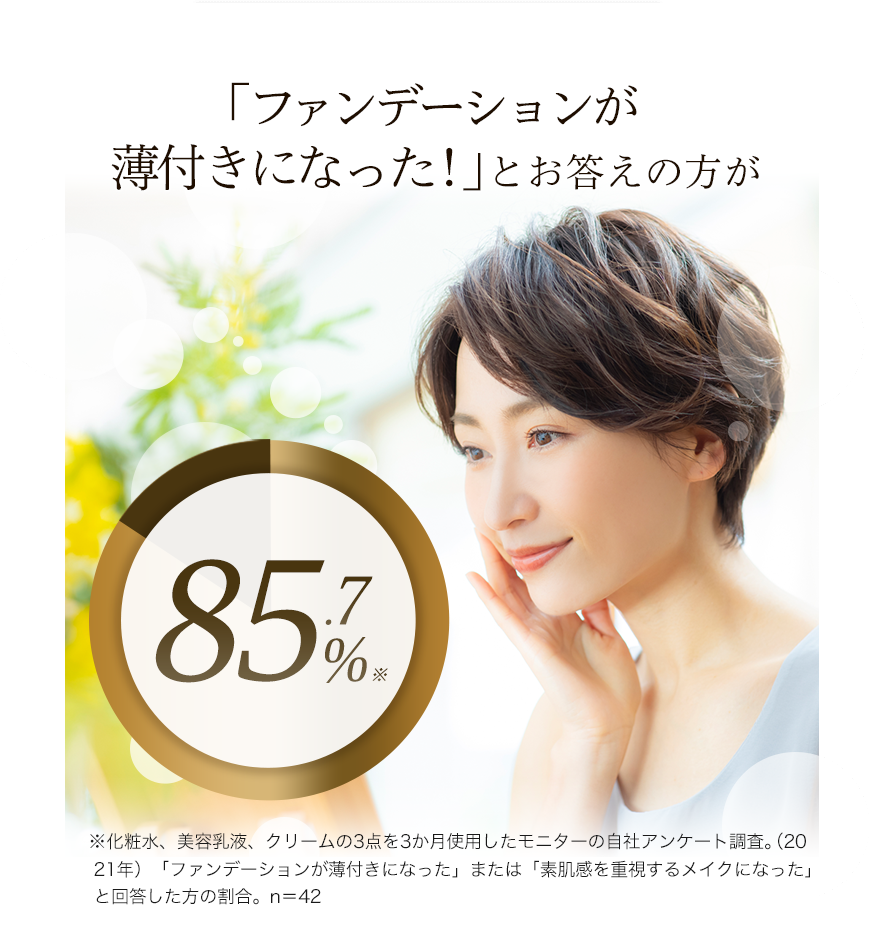 「ファンデーションが
薄付きになった！」とお答えの方が
85.7%※
※化粧水、美容乳液、クリームの3点を3か月使用したモニターの自社アンケート調査。（20
21年）「ファンデーションが薄付きになった」または「素肌感を重視するメイクになった」
と回答した方の割合。n＝42